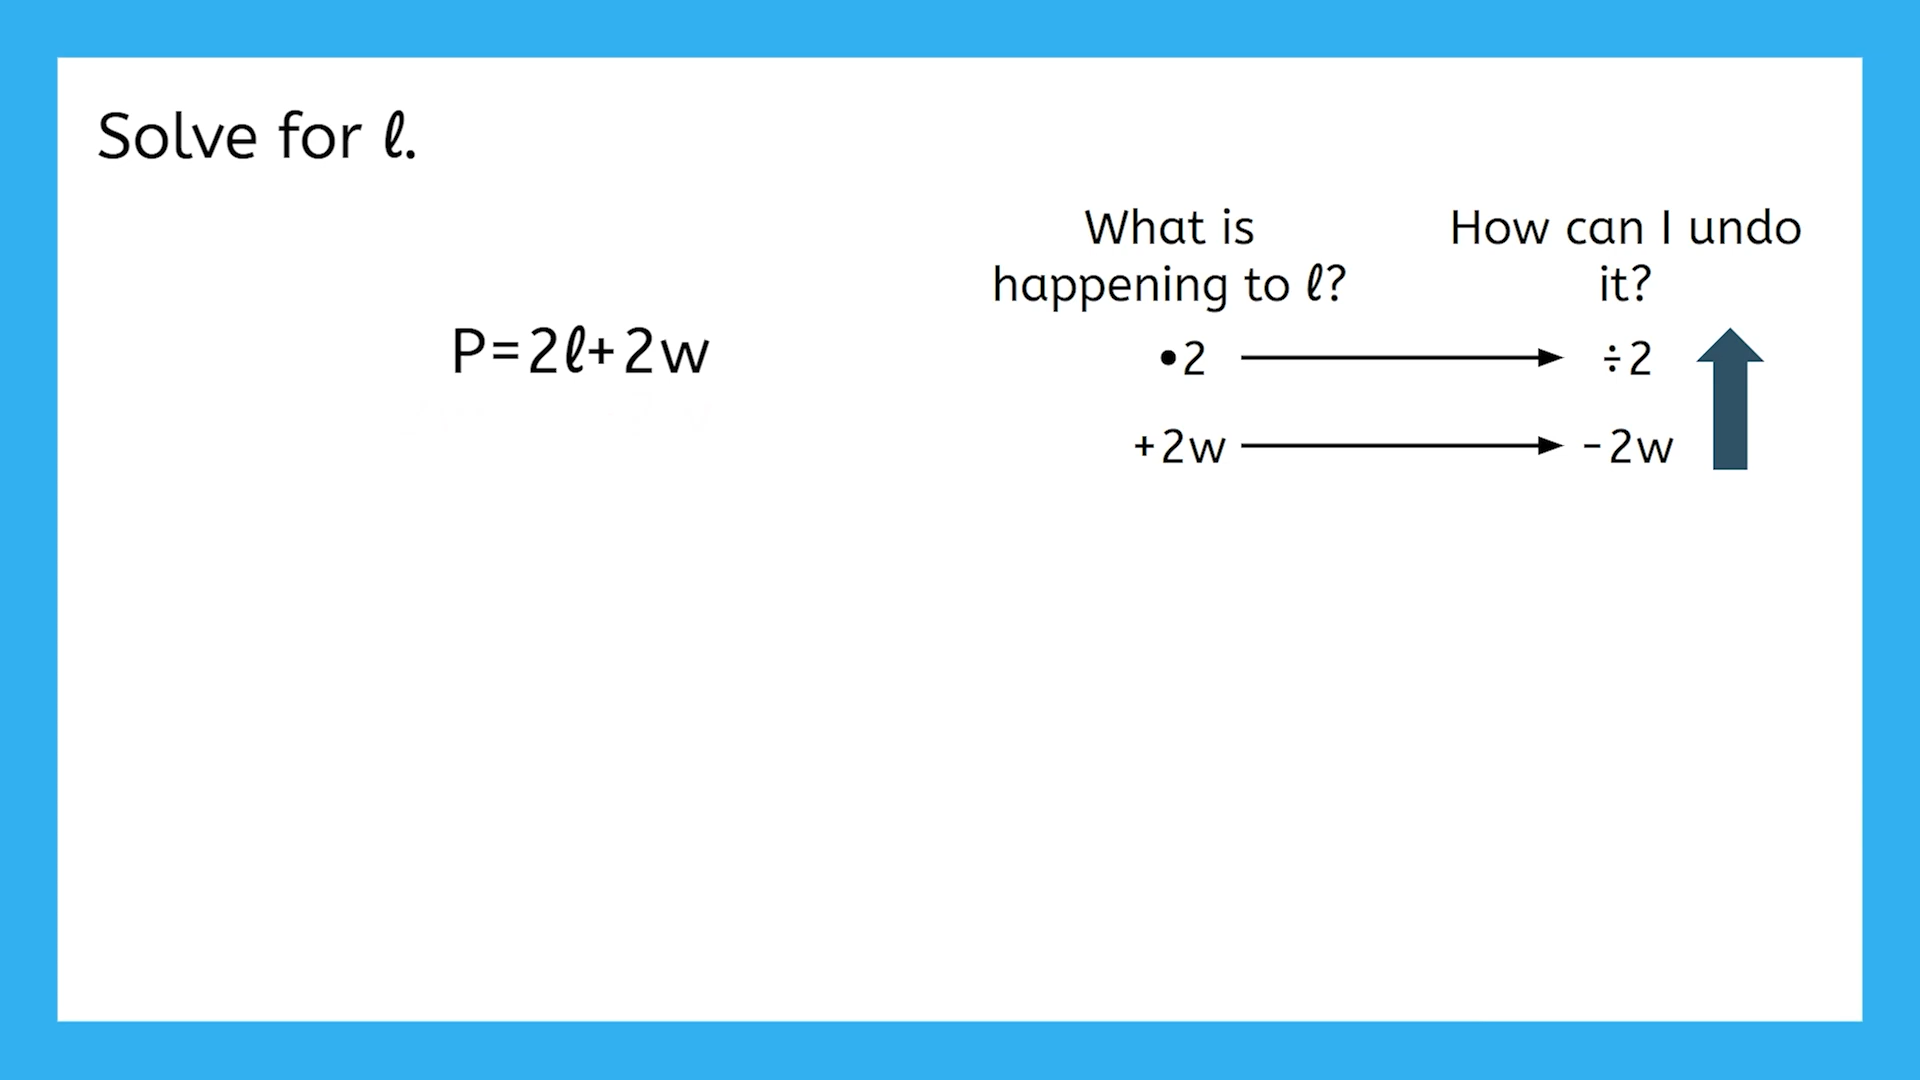 Solve for ℓ.
What is
happening to ℓ?
How can I undo
it?
P=2ℓ+2w
•2
÷2
+2w
-2w